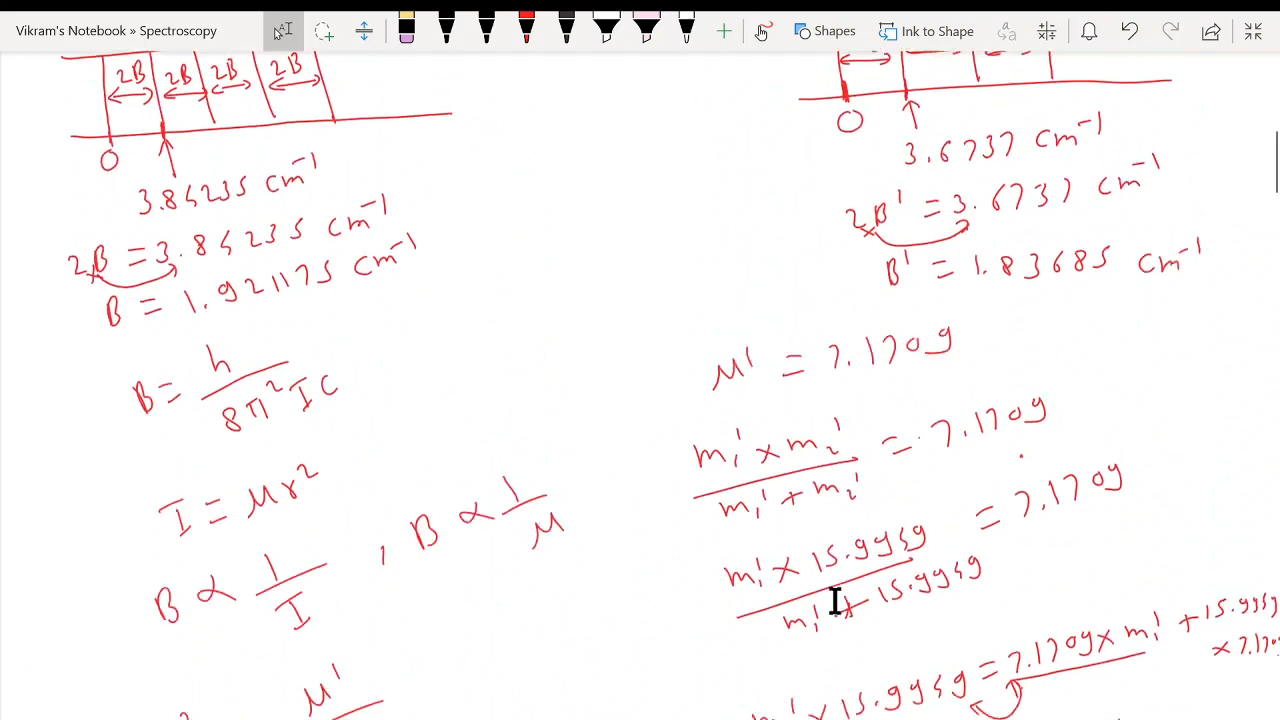 Vikram's Notebook » Spectroscopy
Shapes
Ink to Shape
2B 2B 2B 2B
0
3.84235 cm⁻¹
2B = 3.84235 cm⁻¹
B = 1.921175 cm⁻¹
B = h / 8π²Ic
I = μr²
B ∝ 1/I , B ∝ 1/μ
μ'
0
3.6737 cm⁻¹
2B' = 3.6737 cm⁻¹
B' = 1.83685 cm⁻¹
μ' = 7.1709
m₁' × m₂' / m₁' + m₂' = 7.1709
m₁' × 15.9949 / m₁' + 15.9949 = 7.1709
m₁' × 15.9949 = 7.1709 × m₁' + 15.9949
× 7.1709